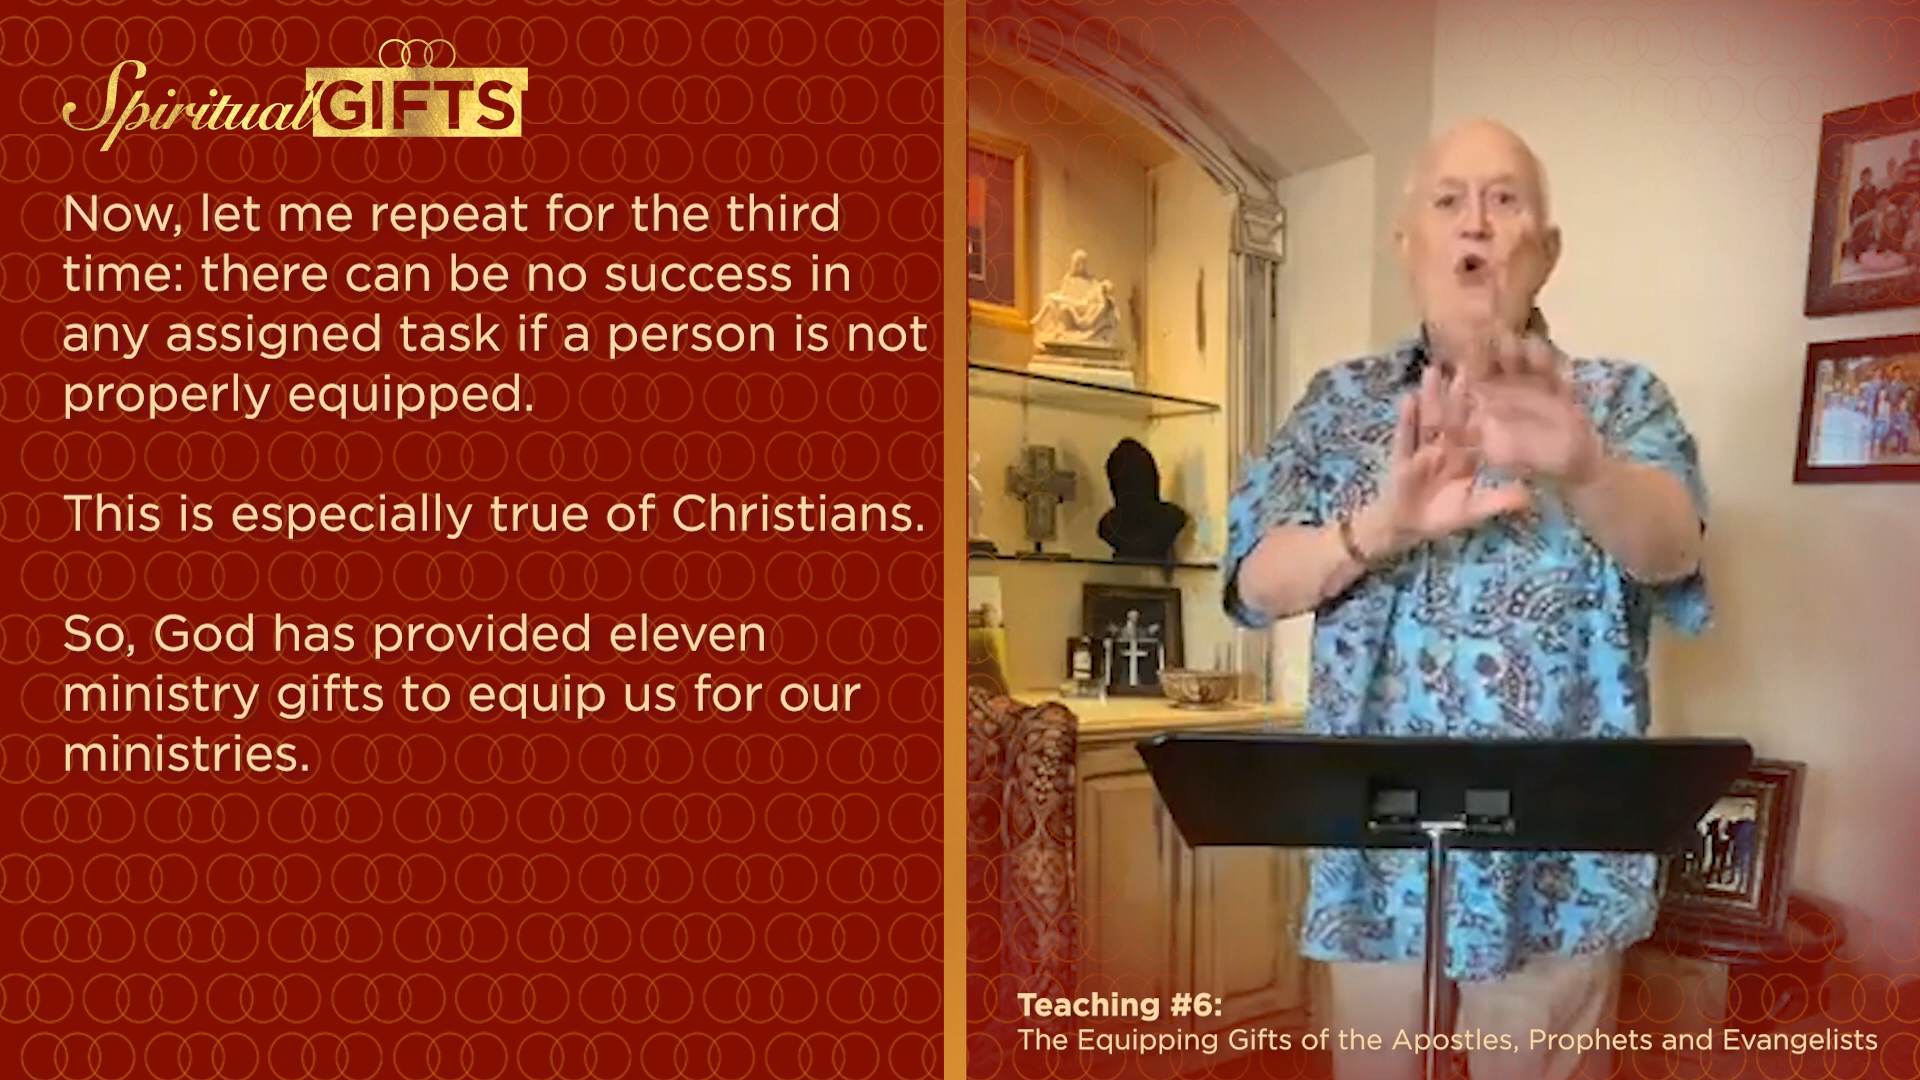 Spiritual GIFTS
Now, let me repeat for the third
time: there can be no success in
any assigned task if a person is not
properly equipped.
This is especially true of Christians.
So, God has provided eleven
ministry gifts to equip us for our
ministries.
Teaching #6:
The Equipping Gifts of the Apostles, Prophets and Evangelists